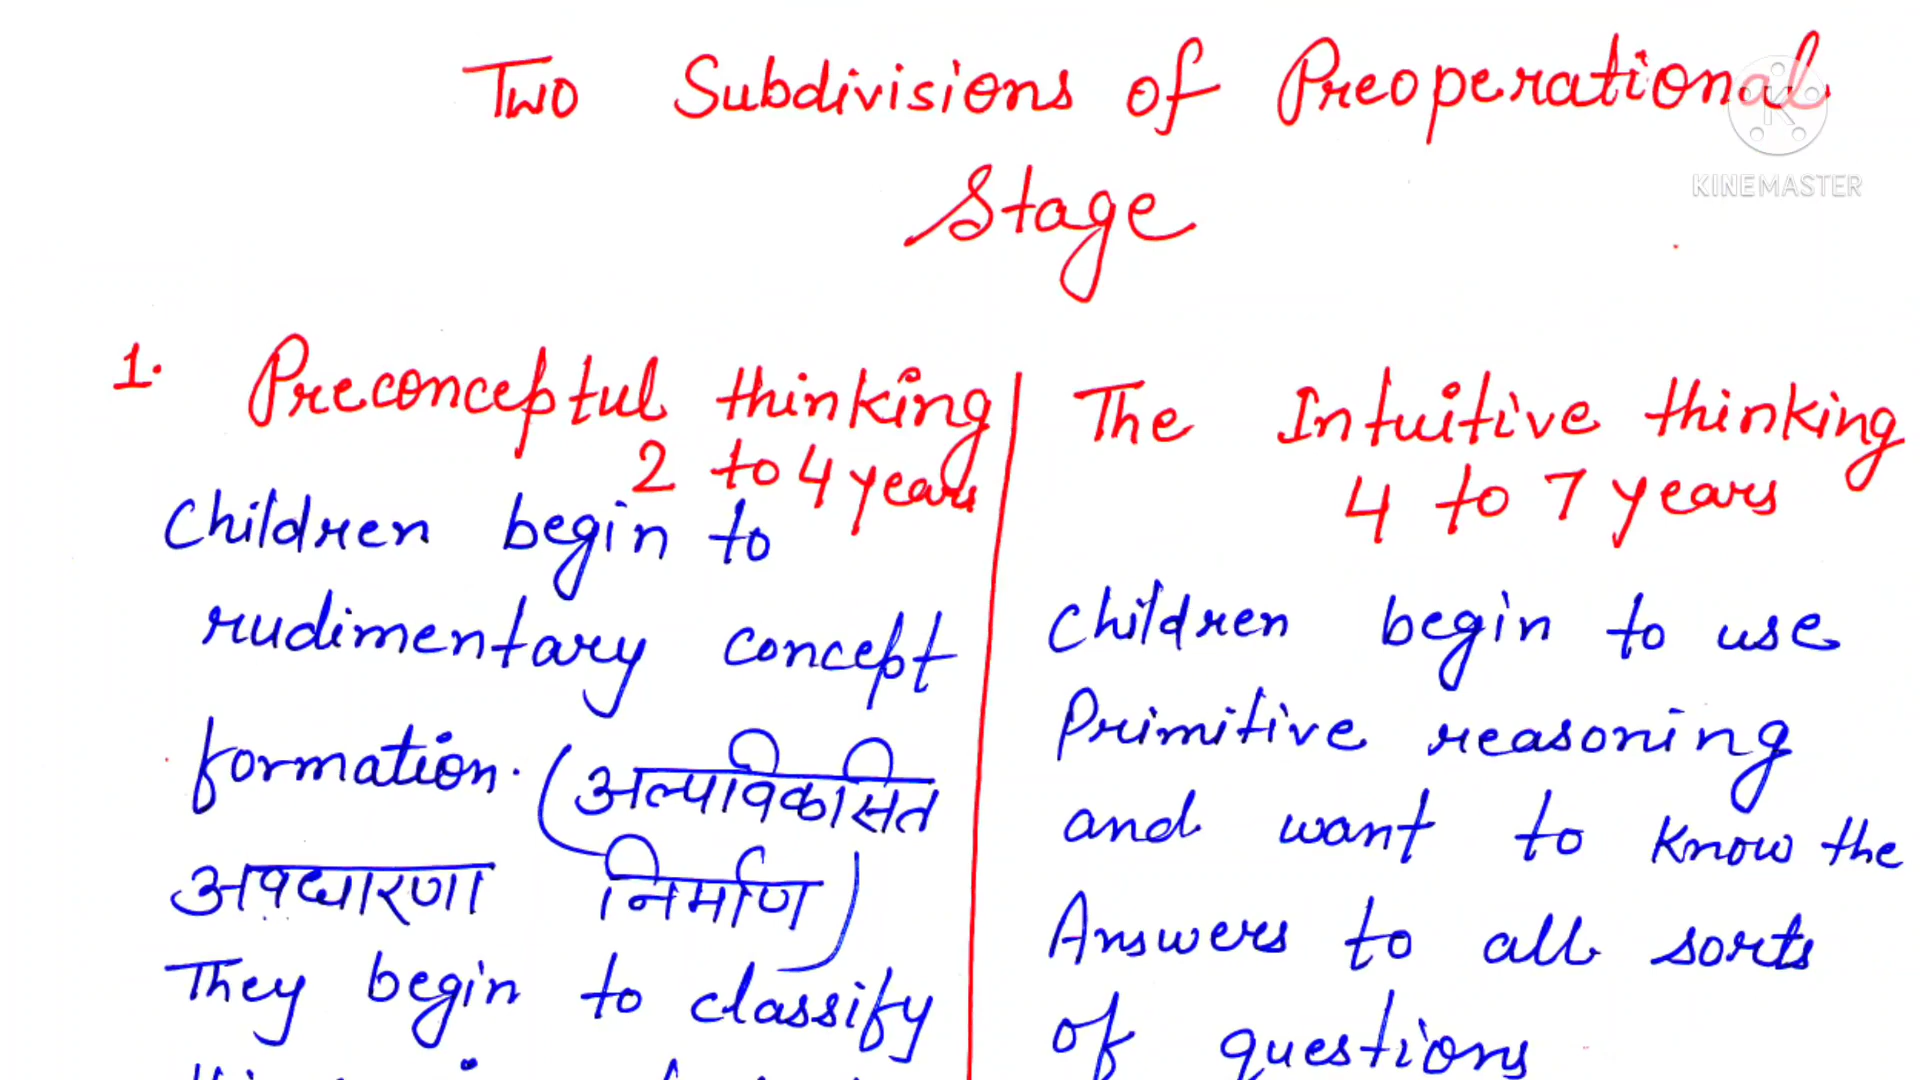 Two Subdivisions of Preoperational
Stage
KINEMASTER
1. Preconceptul thinking
2 to 4 years
Children begin to
rudimentary concept
formation. (अल्पविकसित
अवधारणा निर्माण)
They begin to classify
The Intuitive thinking
4 to 7 years
Children begin to use
Primitive reasoning
and want to know the
Answers to all sorts
of questions